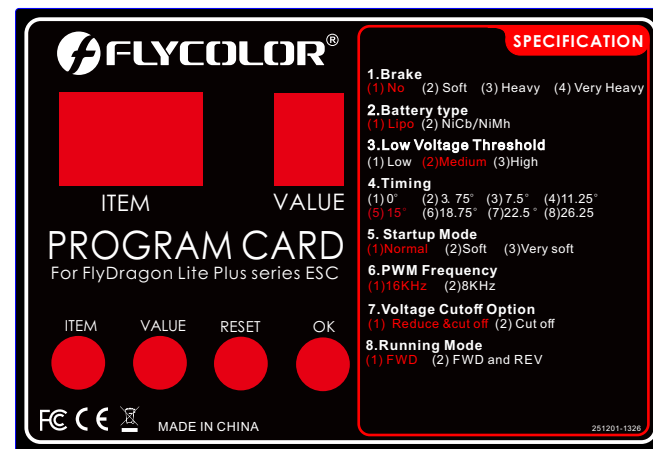 FLYCOLOR®
ITEM VALUE
PROGRAM CARD
For FlyDragon Lite Plus series ESC
ITEM VALUE RESET OK
FC CE MADE IN CHINA
SPECIFICATION
1.Brake
(1) No (2) Soft (3) Heavy (4) Very Heavy
2.Battery type
(1) Lipo (2) NiCb/NiMh
3.Low Voltage Threshold
(1) Low (2)Medium (3)High
4.Timing
(1) 0° (2) 3. 75° (3) 7.5° (4)11.25°
(5) 15° (6)18.75° (7)22.5 ° (8)26.25
5. Startup Mode
(1)Normal (2)Soft (3)Very soft
6.PWM Frequency
(1)16KHz (2)8KHz
7.Voltage Cutoff Option
(1) Reduce &cut off (2) Cut off
8.Running Mode
(1) FWD (2) FWD and REV
251201-1326